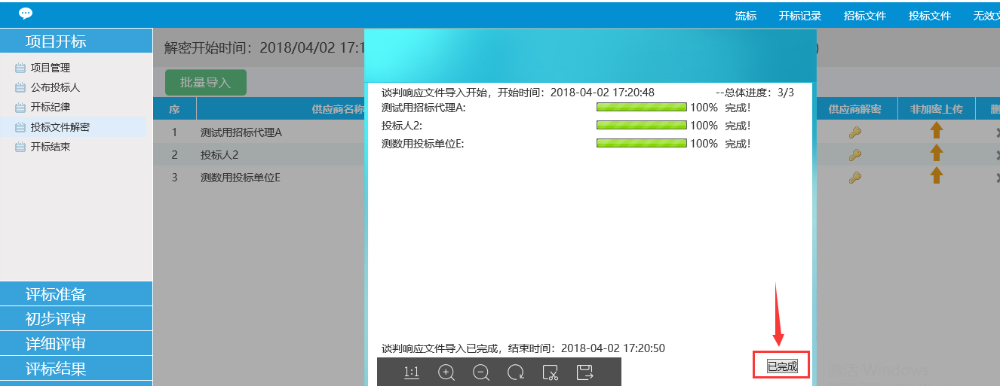 流标 开标记录 招标文件 投标文件 无效文
项目开标
项目管理
公布投标人
开标纪律
投标文件解密
开标结束
评标准备
初步评审
详细评审
评标结果
解密开始时间：2018/04/02 17:1
)
批量导入
序 供应商名称 供应商解密 非加密上传 删
1 测试用招标代理A
2 投标人2
3 测数用投标单位E
谈判响应文件导入开始，开始时间：2018-04-02 17:20:48 --总体进度：3/3
测试用招标代理A: 100% 完成！
投标人2: 100% 完成！
测数用投标单位E: 100% 完成！
谈判响应文件导入已完成，结束时间：2018-04-02 17:20:50
1:1
已完成
激活 Windows